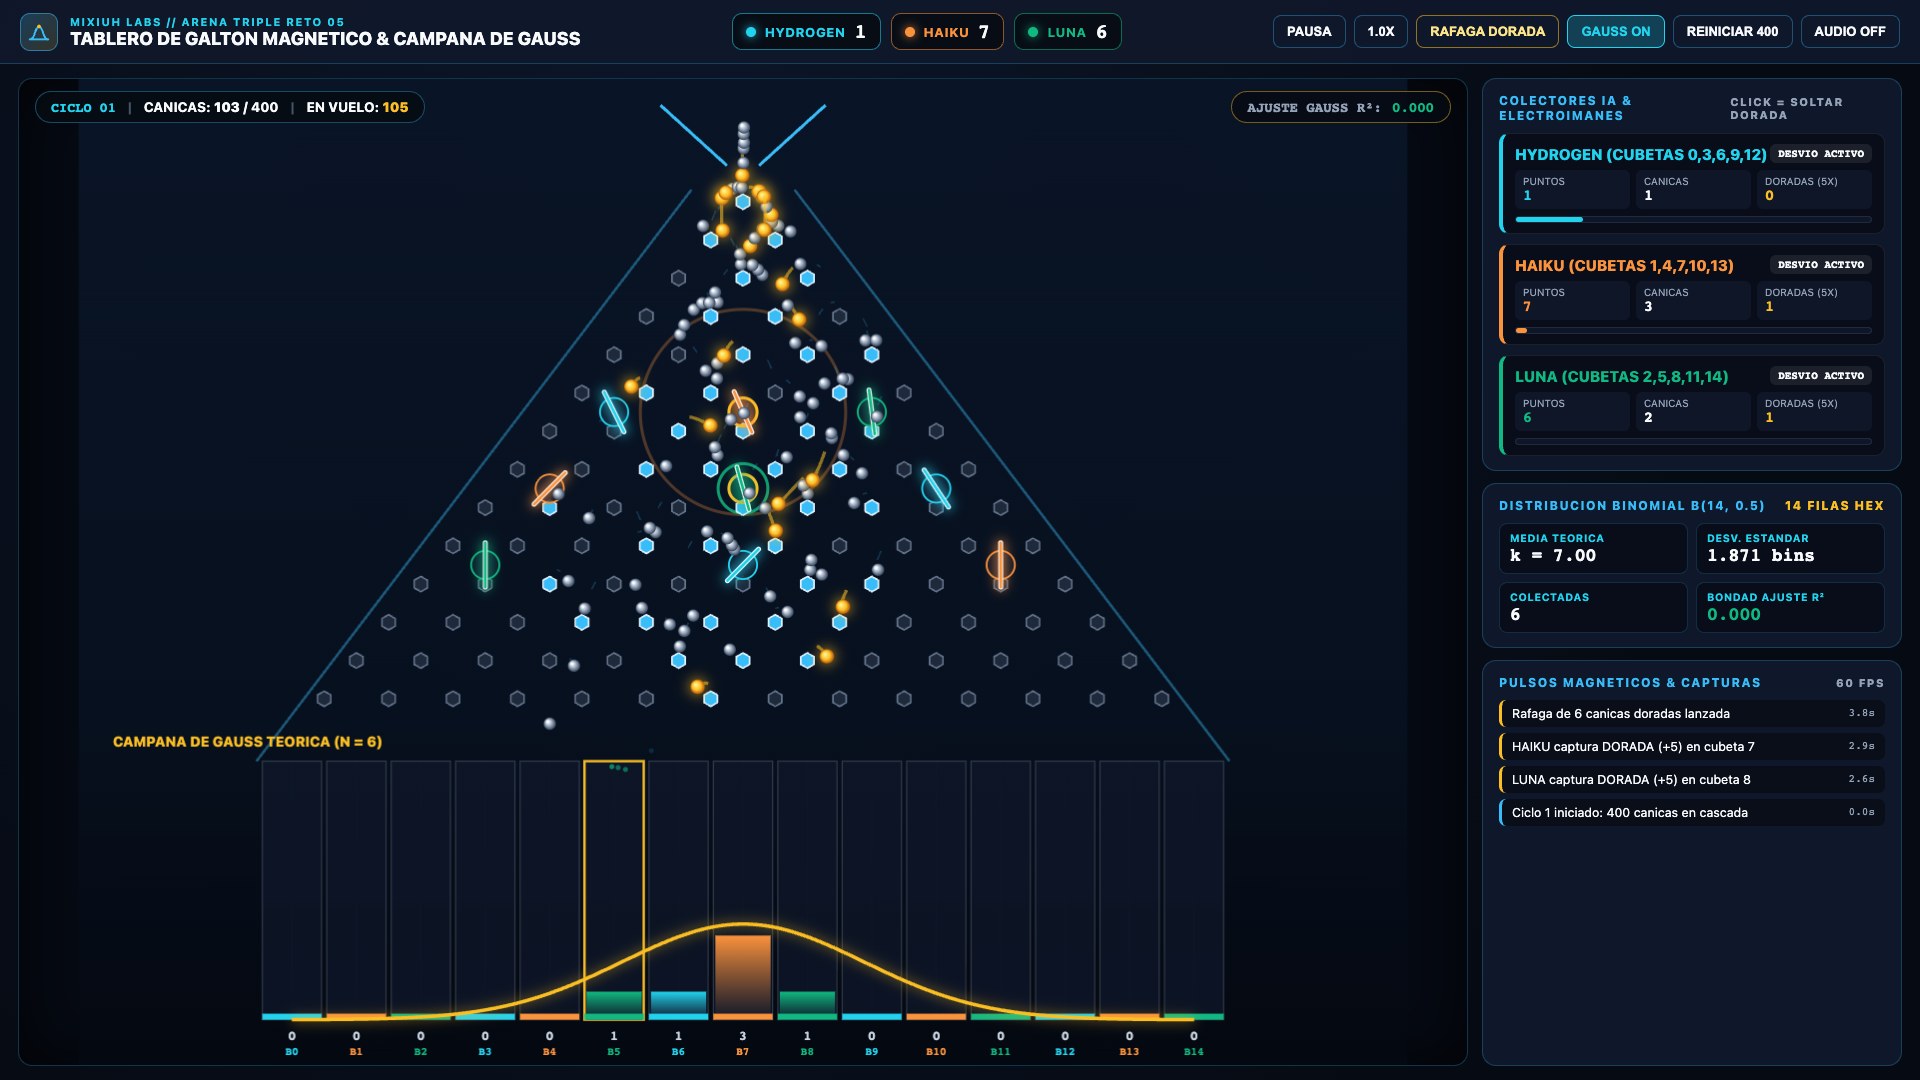 MIXIUH LABS // ARENA TRIPLE RETO 05
TABLERO DE GALTON MAGNETICO & CAMPANA DE GAUSS
HYDROGEN 1
HAIKU 7
LUNA 6
PAUSA
1.0X
RAFAGA DORADA
GAUSS ON
REINICIAR 400
AUDIO OFF
CICLO 01 | CANICAS: 103 / 400 | EN VUELO: 105
AJUSTE GAUSS R²: 0.000
CAMPANA DE GAUSS TEORICA (N = 6)
0 0 0 0 0 1 1 3 1 0 0 0 0 0 0
B0 B1 B2 B3 B4 B5 B6 B7 B8 B9 B10 B11 B12 B13 B14
COLECTORES IA & ELECTROIMANES
CLICK = SOLTAR DORADA
HYDROGEN (CUBETAS 0,3,6,9,12) DESVIO ACTIVO
PUNTOS CANICAS DORADAS (5X)
1 1 0
HAIKU (CUBETAS 1,4,7,10,13) DESVIO ACTIVO
PUNTOS CANICAS DORADAS (5X)
7 3 1
LUNA (CUBETAS 2,5,8,11,14) DESVIO ACTIVO
PUNTOS CANICAS DORADAS (5X)
6 2 1
DISTRIBUCION BINOMIAL B(14, 0.5) 14 FILAS HEX
MEDIA TEORICA DESV. ESTANDAR
k = 7.00 1.871 bins
COLECTADAS BONDAD AJUSTE R²
6 0.000
PULSOS MAGNETICOS & CAPTURAS 60 FPS
Rafaga de 6 canicas doradas lanzada 3.8s
HAIKU captura DORADA (+5) en cubeta 7 2.9s
LUNA captura DORADA (+5) en cubeta 8 2.6s
Ciclo 1 iniciado: 400 canicas en cascada 0.0s